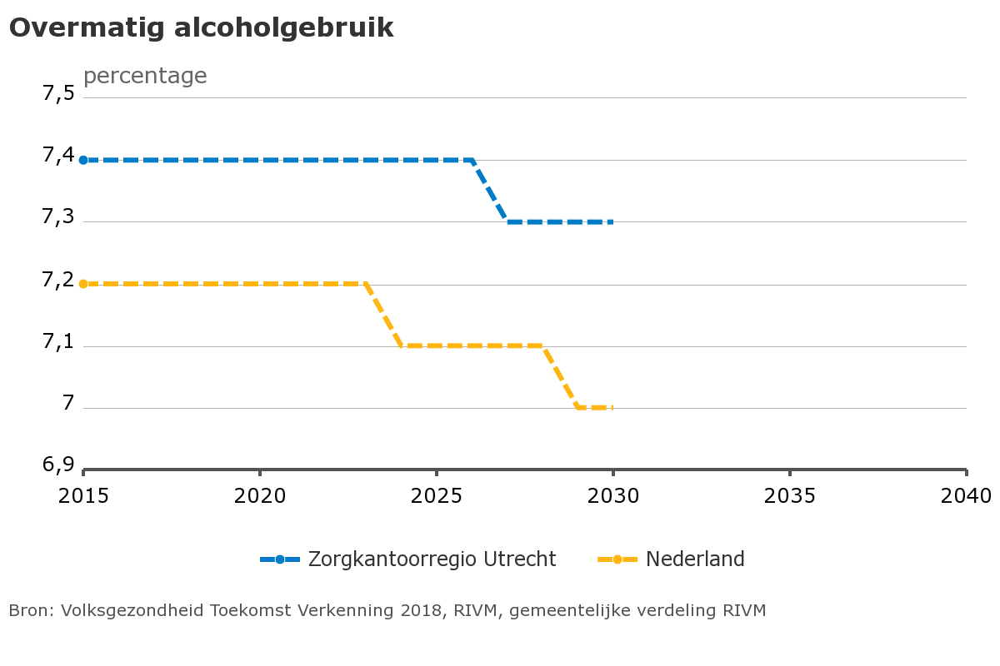 Overmatig alcoholgebruik
percentage
7,5
7,4
7,3
7,2
7,1
7
6,9
2015 2020 2025 2030 2035 2040
Zorgkantoorregio Utrecht Nederland
Bron: Volksgezondheid Toekomst Verkenning 2018, RIVM, gemeentelijke verdeling RIVM